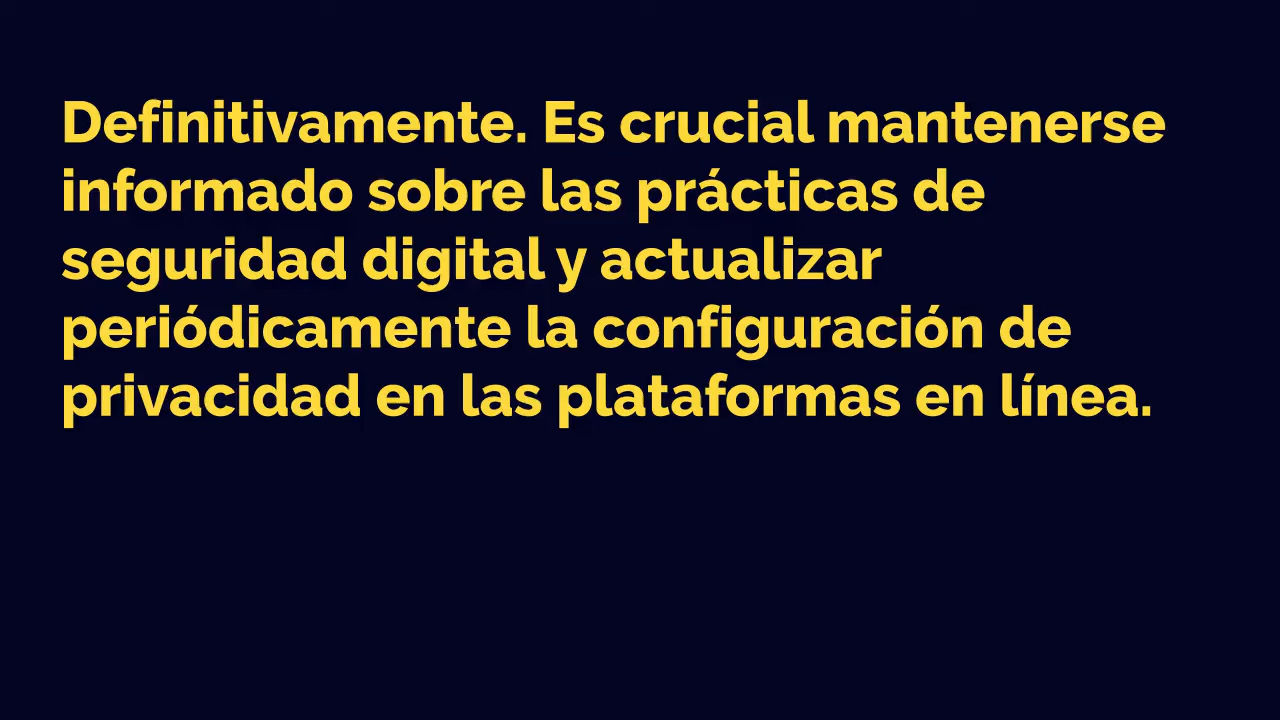 Definitivamente. Es crucial mantenerse
informado sobre las prácticas de
seguridad digital y actualizar
periódicamente la configuración de
privacidad en las plataformas en línea.